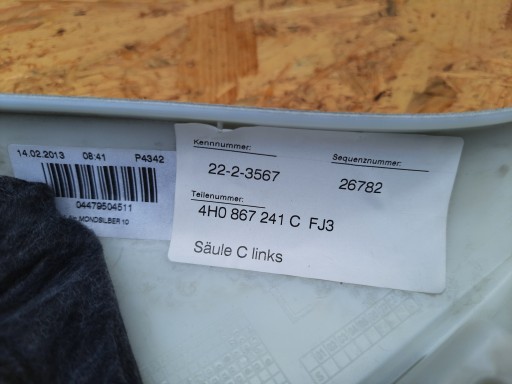 14.02.2013 08:41 P4342
04479504511
MONDSILBER 10
Kennnummer:
22-2-3567
Sequenznummer:
26782
Teilenummer:
4H0 867 241 C FJ3
Säule C links